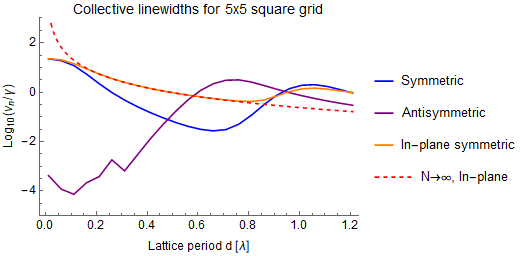 Collective linewidths for 5x5 square grid
Log10(νn/γ)
2
0
−2
−4
0.0 0.2 0.4 0.6 0.8 1.0 1.2
Lattice period d [λ]
Symmetric
Antisymmetric
In−plane symmetric
N→∞, In−plane